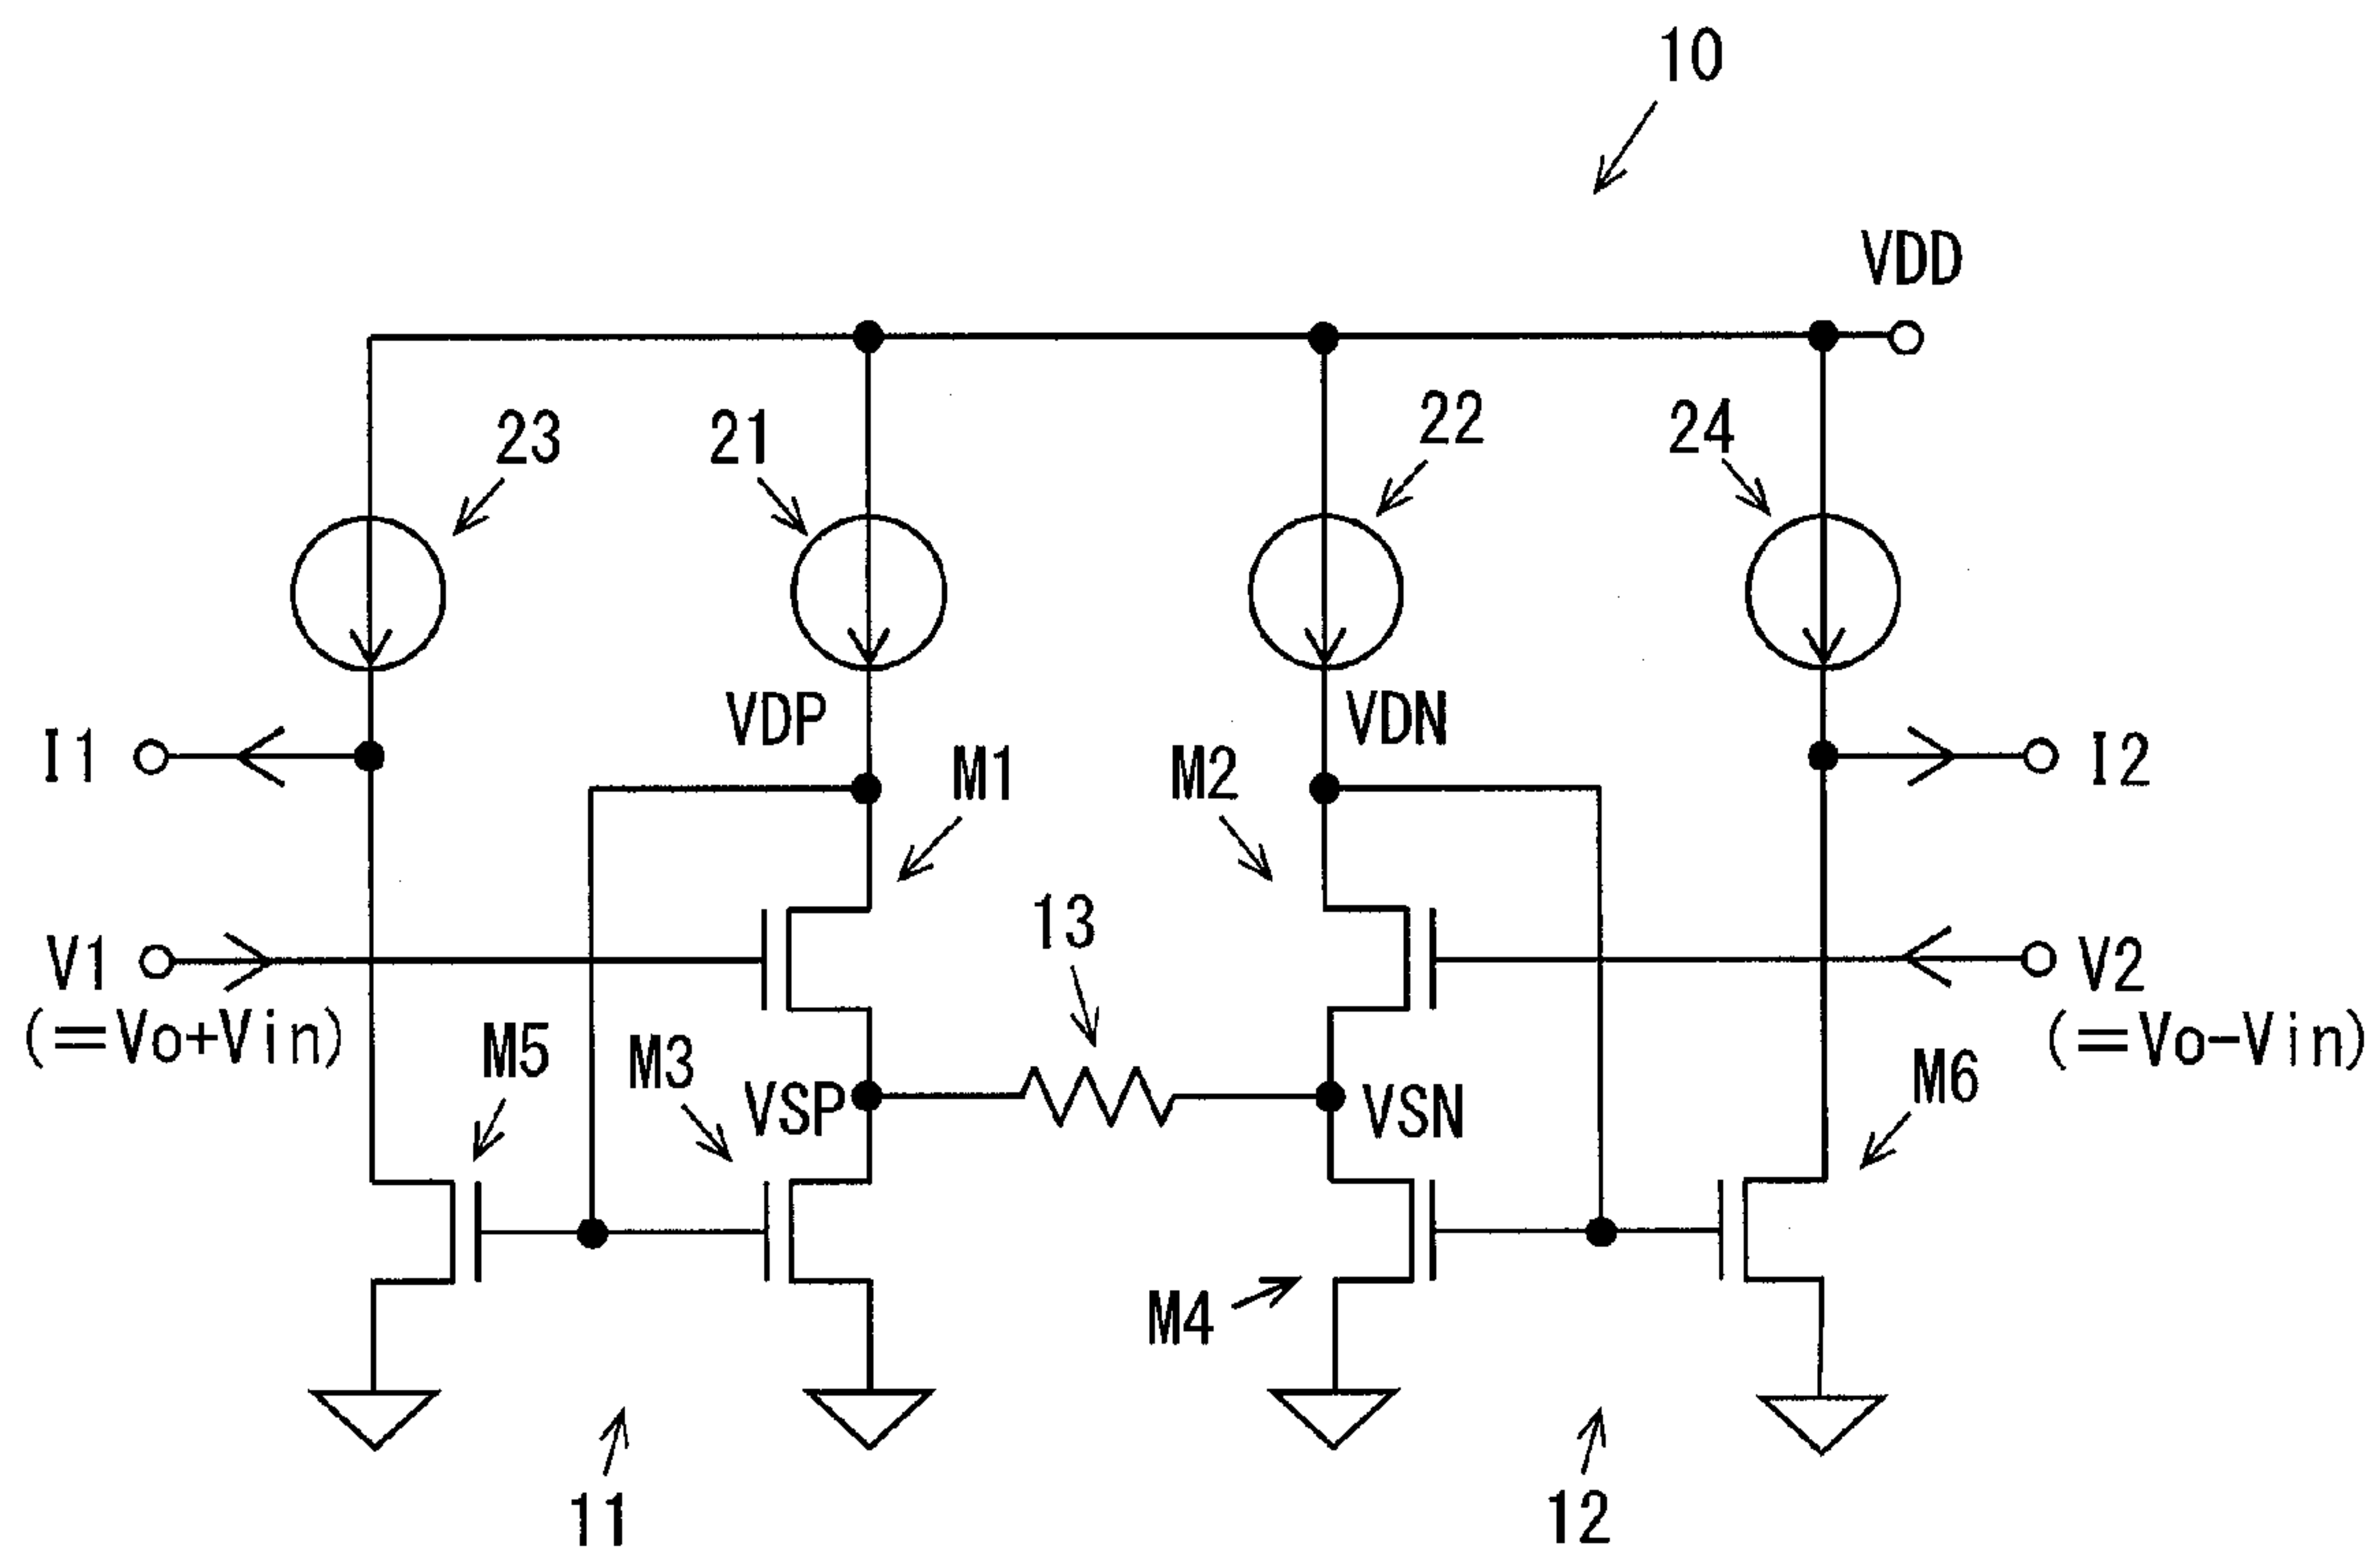 10
VDD
23
21
22
24
VDP
VDN
I1
M1
M2
I2
13
V1
(=Vo+Vin)
V2
(=Vo-Vin)
M5
M3
VSP
VSN
M6
M4
11
12